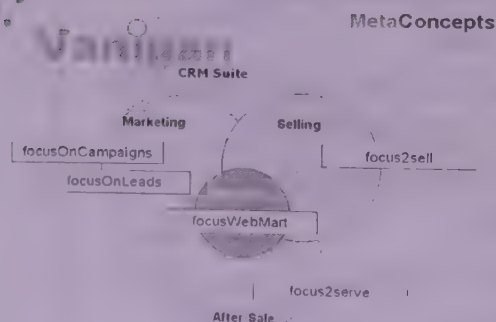 MetaConcepts
CRM Suite
Marketing
Selling
focusOnCampaigns
focus2sell
focusOnLeads
focusWebMart
focus2serve
After Sale